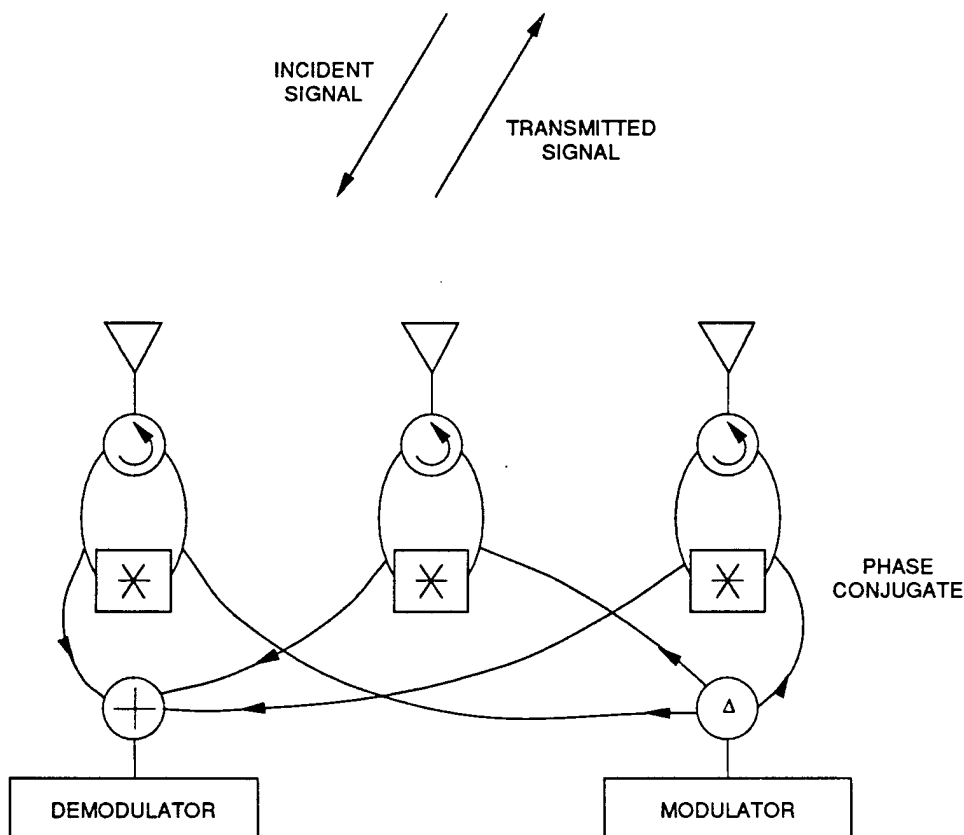 INCIDENT
SIGNAL
TRANSMITTED
SIGNAL
PHASE
CONJUGATE
Δ
DEMODULATOR
MODULATOR